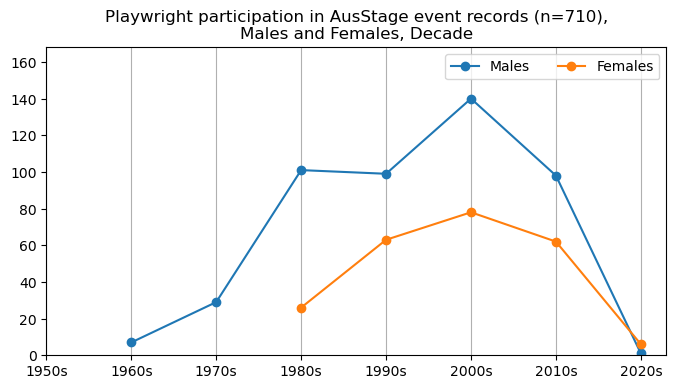 Playwright participation in AusStage event records (n=710),
Males and Females, Decade
Males
Females
160
140
120
100
80
60
40
20
0
1950s
1960s
1970s
1980s
1990s
2000s
2010s
2020s